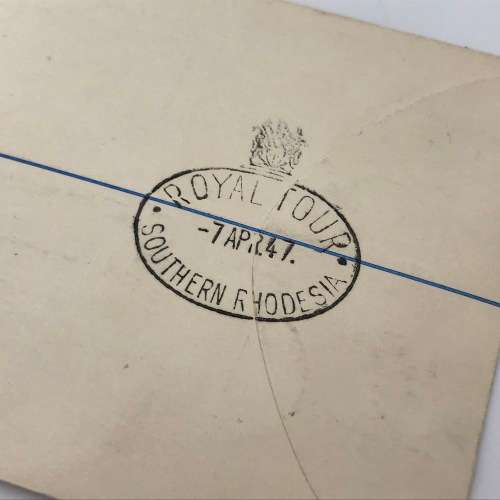 ROYAL TOUR
-7 APR 47.
SOUTHERN RHODESIA